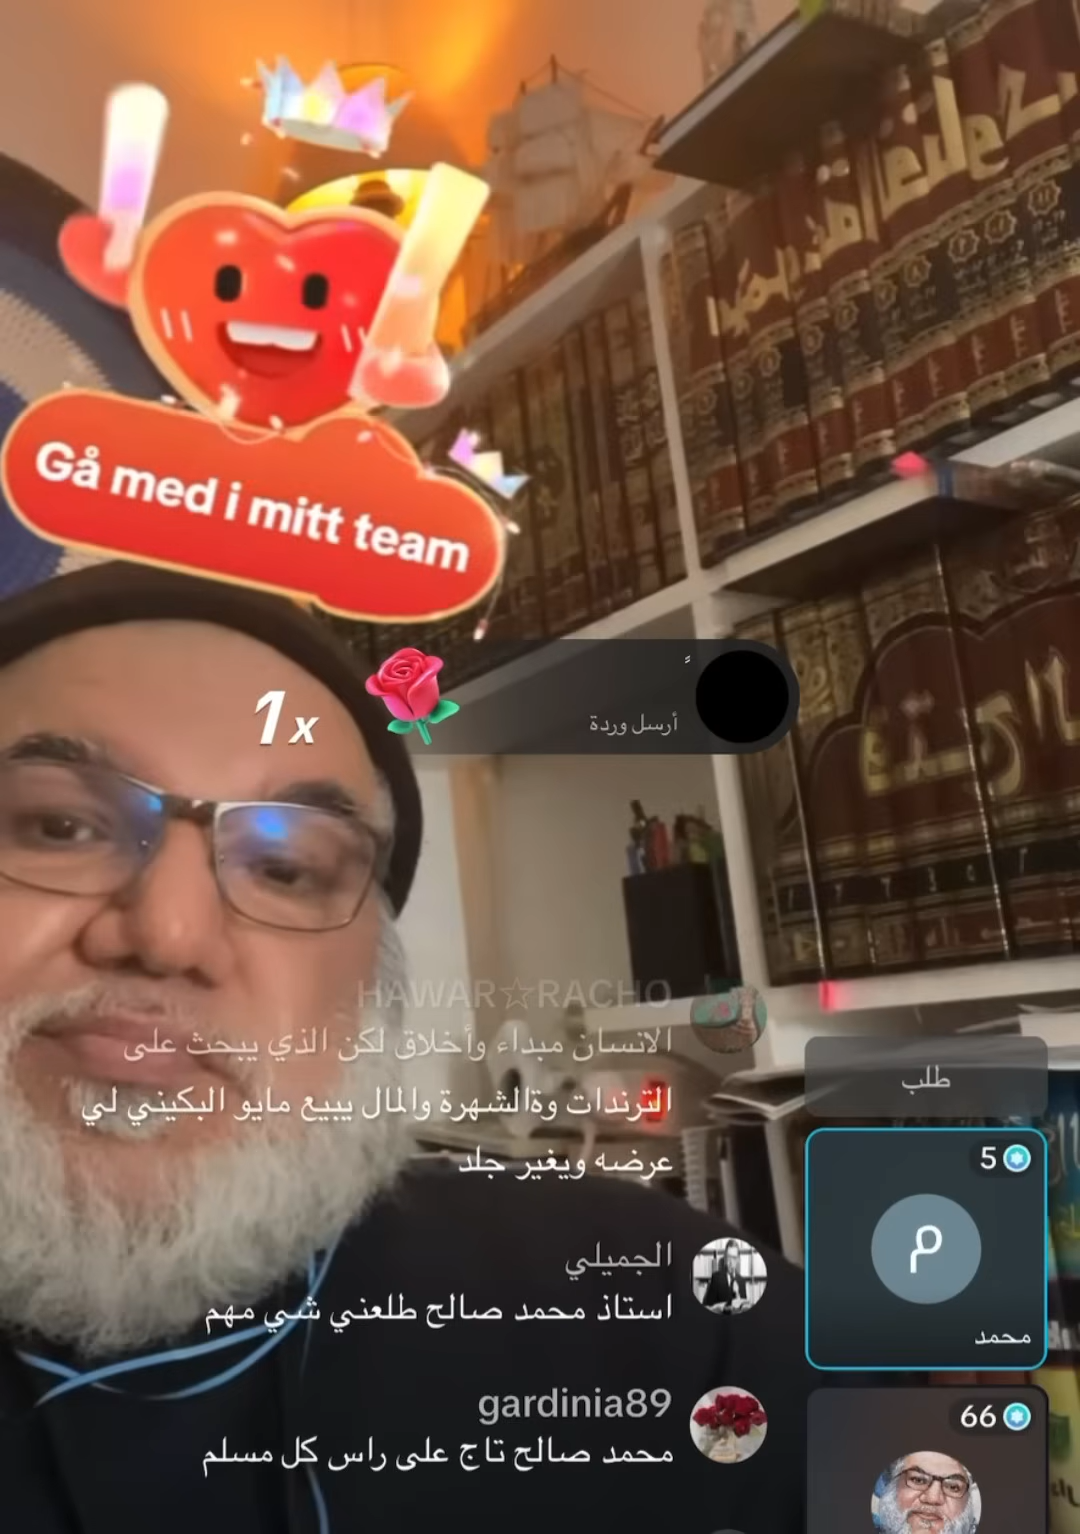 Gå med i mitt team
1x
أرسل وردة
HAWAR☆RACHO
الانسان مبداء وأخلاق لكن الذي يبحث على
الترندات وةالشهرة والمال يبيع مايو البكيني لي
عرضه ويغير جلد
طلب
5
م
محمد
الجميلي
استاذ محمد صالح طلعني شي مهم
gardinia89
محمد صالح تاج على راس كل مسلم
66